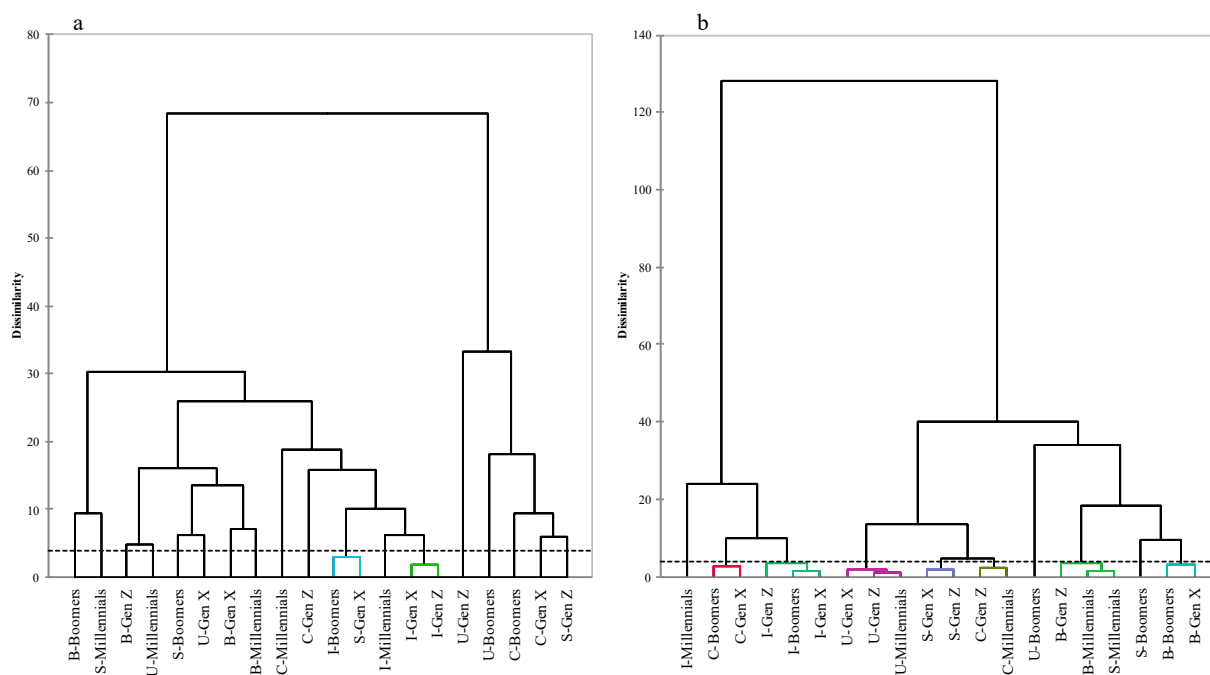 a
80
70
60
50
40
30
20
10
0
Dissimilarity
B-Boomers
S-Millennials
B-Gen Z
U-Millennials
S-Boomers
U-Gen X
B-Gen X
B-Millennials
C-Millennials
C-Gen Z
I-Boomers
S-Gen X
I-Millennials
I-Gen X
I-Gen Z
U-Gen Z
U-Boomers
C-Boomers
C-Gen X
S-Gen Z
b
140
120
100
80
60
40
20
0
Dissimilarity
I-Millennials
C-Boomers
C-Gen X
I-Gen Z
I-Boomers
I-Gen X
U-Gen X
U-Gen Z
U-Millennials
S-Gen X
S-Gen Z
C-Gen Z
C-Millennials
U-Boomers
B-Gen Z
B-Millennials
S-Millennials
S-Boomers
B-Boomers
B-Gen X